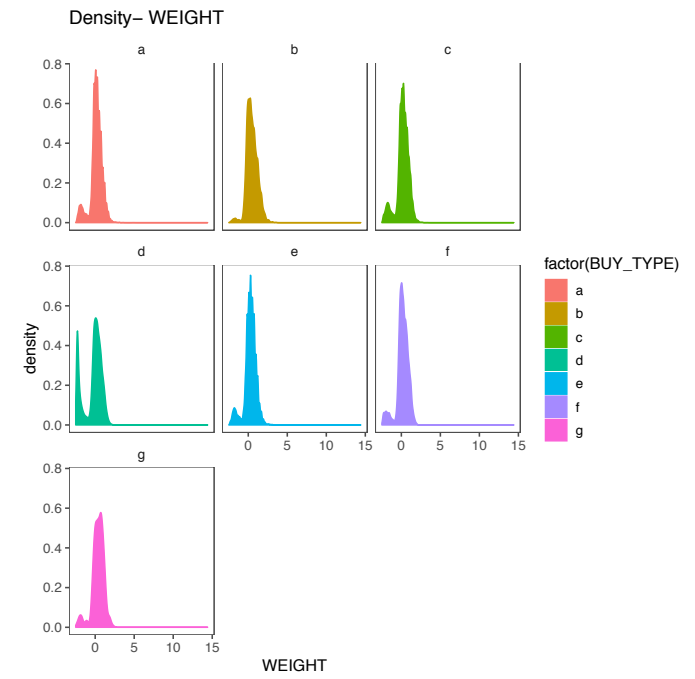 Density− WEIGHT
a b c
0.8
0.6
0.4
0.2
0.0
d e f
0.8
0.6
0.4
0.2
0.0
0 5 10 15 0 5 10 15
g
0.8
0.6
0.4
0.2
0.0
0 5 10 15
density
WEIGHT
factor(BUY_TYPE)
a
b
c
d
e
f
g